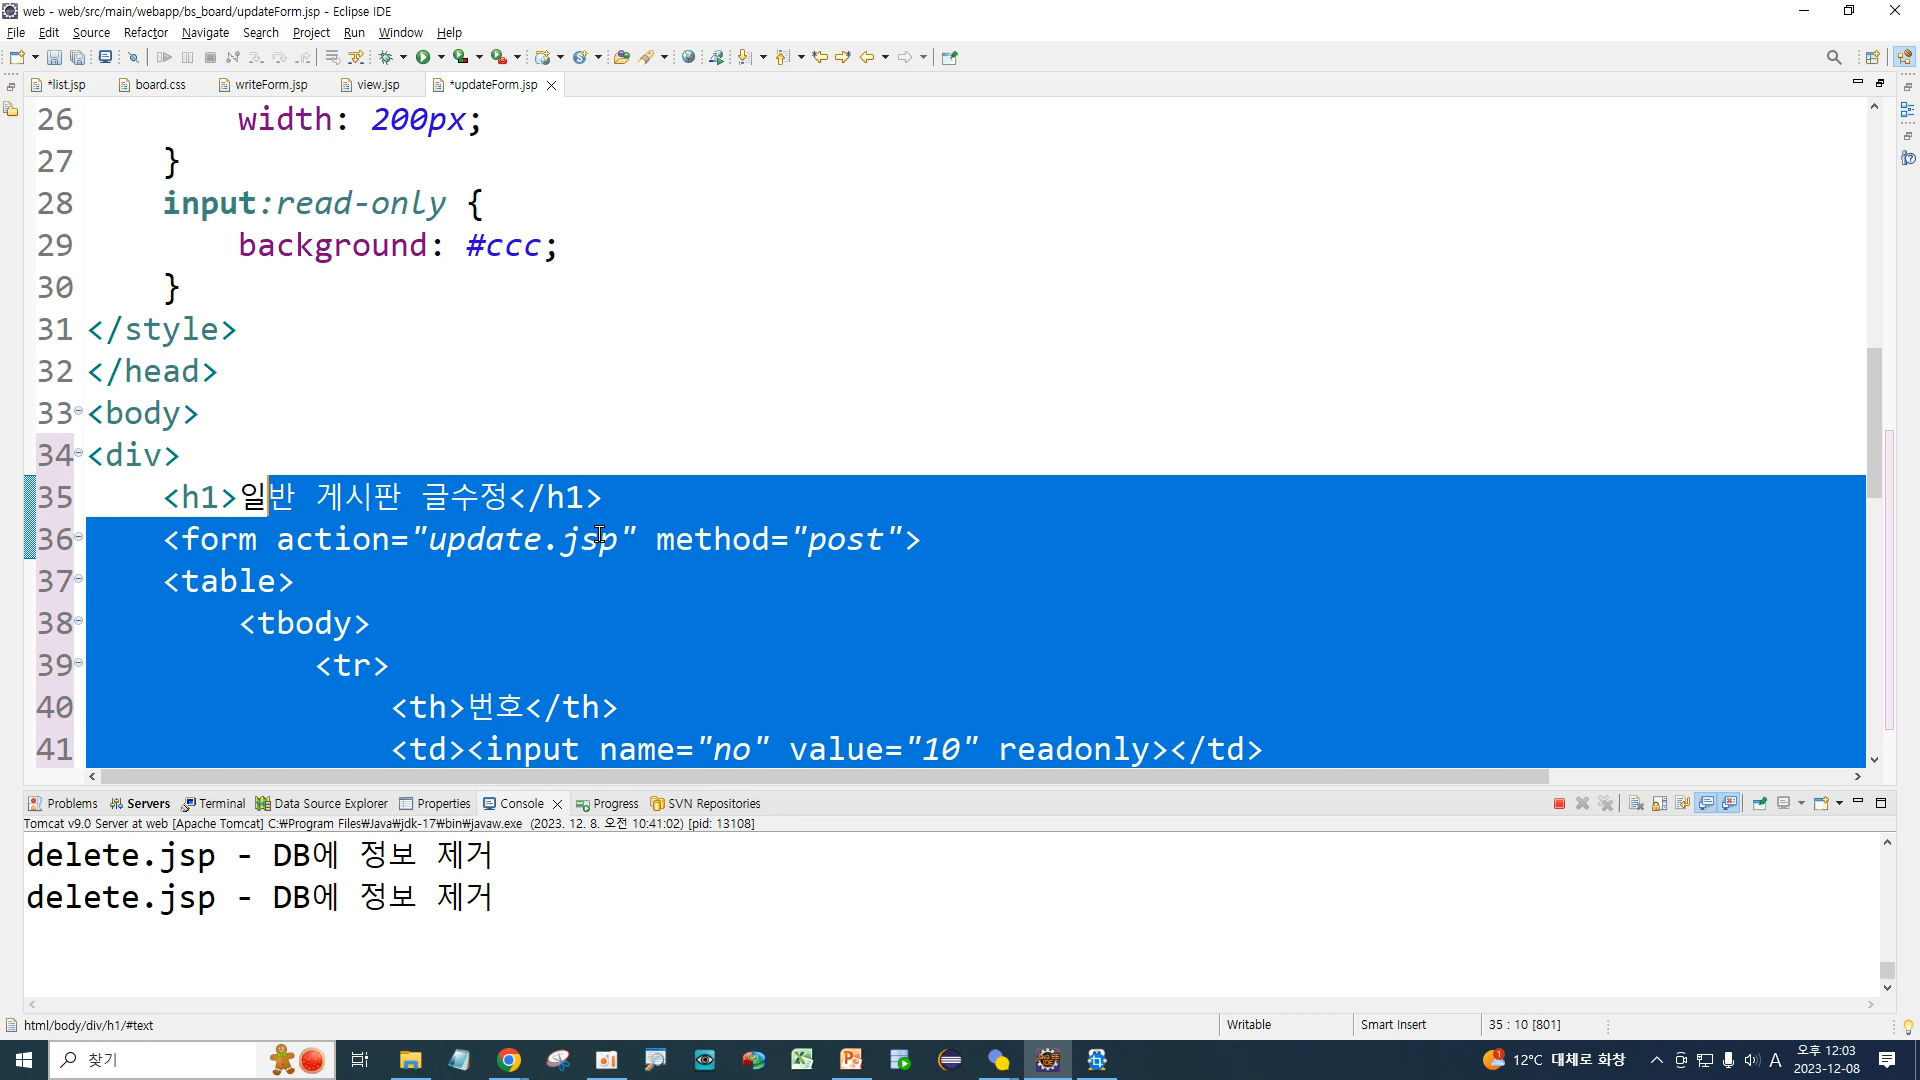 web - web/src/main/webapp/bs_board/updateForm.jsp - Eclipse IDE
File Edit Source Refactor Navigate Search Project Run Window Help
*list.jsp board.css writeForm.jsp view.jsp *updateForm.jsp
26 width: 200px;
27 }
28 input:read-only {
29 background: #ccc;
30 }
31 </style>
32 </head>
33 <body>
34 <div>
35 <h1>일반 게시판 글수정</h1>
36 <form action="update.jsp" method="post">
37 <table>
38 <tbody>
39 <tr>
40 <th>번호</th>
41 <td><input name="no" value="10" readonly></td>
Problems Servers Terminal Data Source Explorer Properties Console Progress SVN Repositories
Tomcat v9.0 Server at web [Apache Tomcat] C:₩Program Files₩Java₩jdk-17₩bin₩javaw.exe (2023. 12. 8. 오전 10:41:02) [pid: 13108]
delete.jsp - DB에 정보 제거
delete.jsp - DB에 정보 제거
html/body/div/h1/#text
Writable
Smart Insert
35 : 10 [801]
찾기
12°C 대체로 화창
A
오후 12:03
2023-12-08